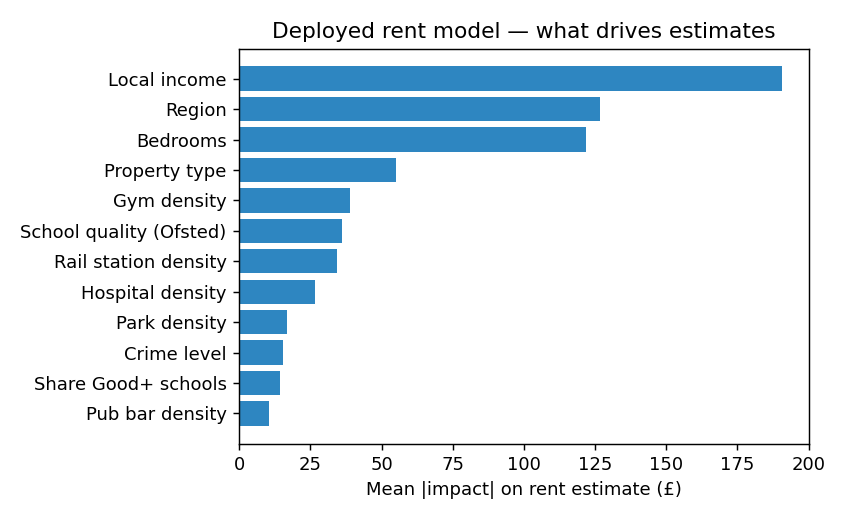 Deployed rent model — what drives estimates
Local income
Region
Bedrooms
Property type
Gym density
School quality (Ofsted)
Rail station density
Hospital density
Park density
Crime level
Share Good+ schools
Pub bar density
0 25 50 75 100 125 150 175 200
Mean |impact| on rent estimate (£)